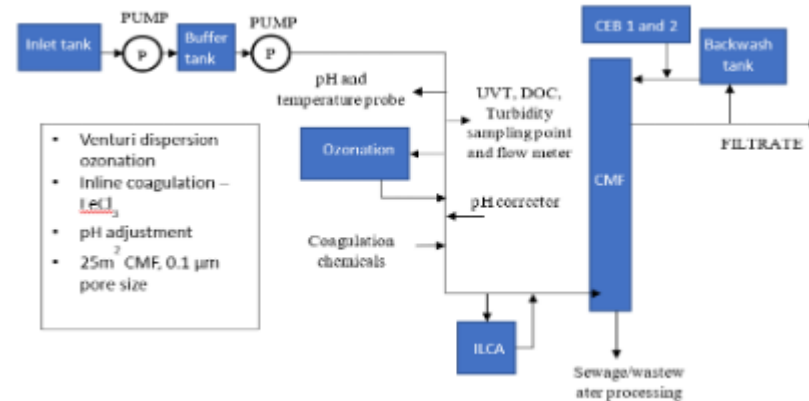 PUMP
PUMP
Inlet tank
P
Buffer
tank
P
CEB 1 and 2
Backwash
tank
pH and
temperature probe
UVT, DOC,
Turbidity
sampling point
and flow meter
FILTRATE
Ozonation
CMF
pH corrector
Coagulation
chemicals
ILCA
Sewage/wastew
ater processing
• Venturi dispersion
ozonation
• Inline coagulation –
FeCl3
• pH adjustment
• 25m2 CMF, 0.1 µm
pore size